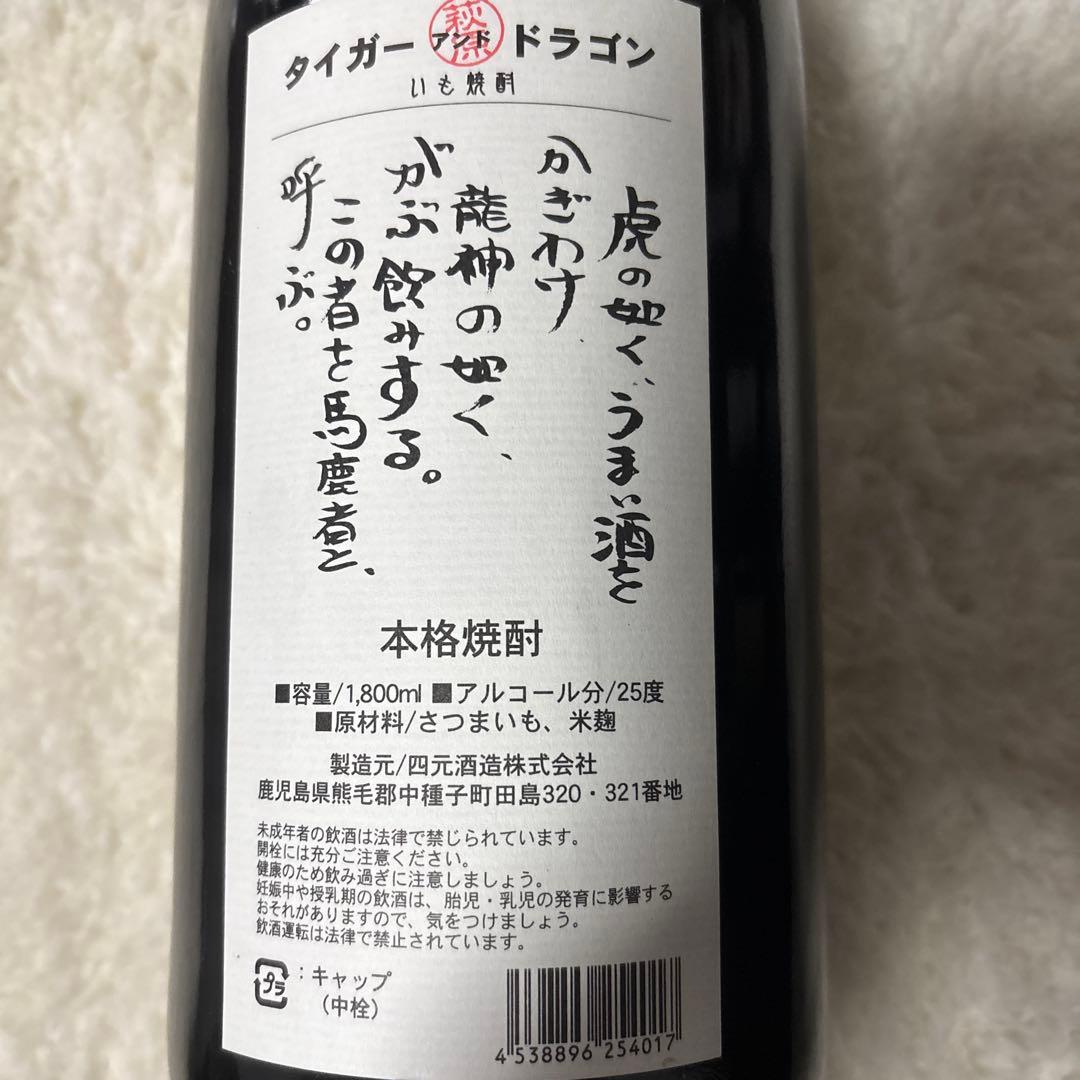 タイガー アンド ドラゴン
萩原
いも焼酎
虎の如く、うまい酒を
かぎわけ
龍神の如く、
がぶ飲みする。
この者を馬鹿者と、
呼ぶ。
本格焼酎
■容量/1,800ml ■アルコール分/25度
■原材料/さつまいも、米麹
製造元/四元酒造株式会社
鹿児島県熊毛郡中種子町田島320・321番地
未成年者の飲酒は法律で禁じられています。
開栓には充分ご注意ください。
健康のため飲み過ぎに注意しましょう。
妊娠中や授乳期の飲酒は、胎児・乳児の発育に影響する
おそれがありますので、気をつけましょう。
飲酒運転は法律で禁止されています。
プラ :キャップ
(中栓)
4 538896 254017